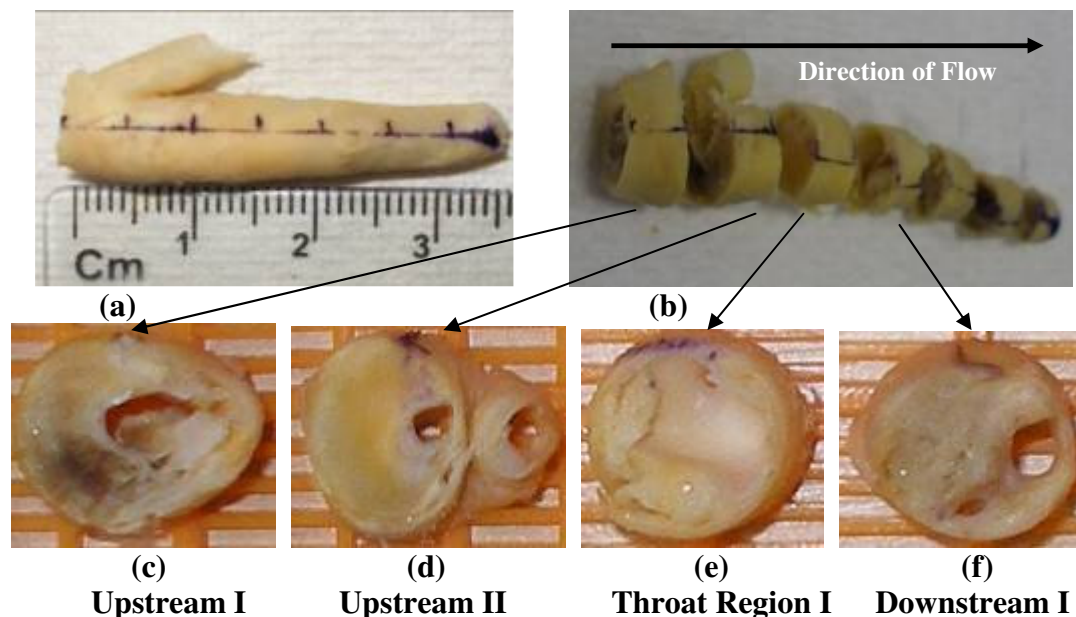 Direction of Flow
1 2 3
Cm
(a) (b)
(c) (d) (e) (f)
Upstream I Upstream II Throat Region I Downstream I